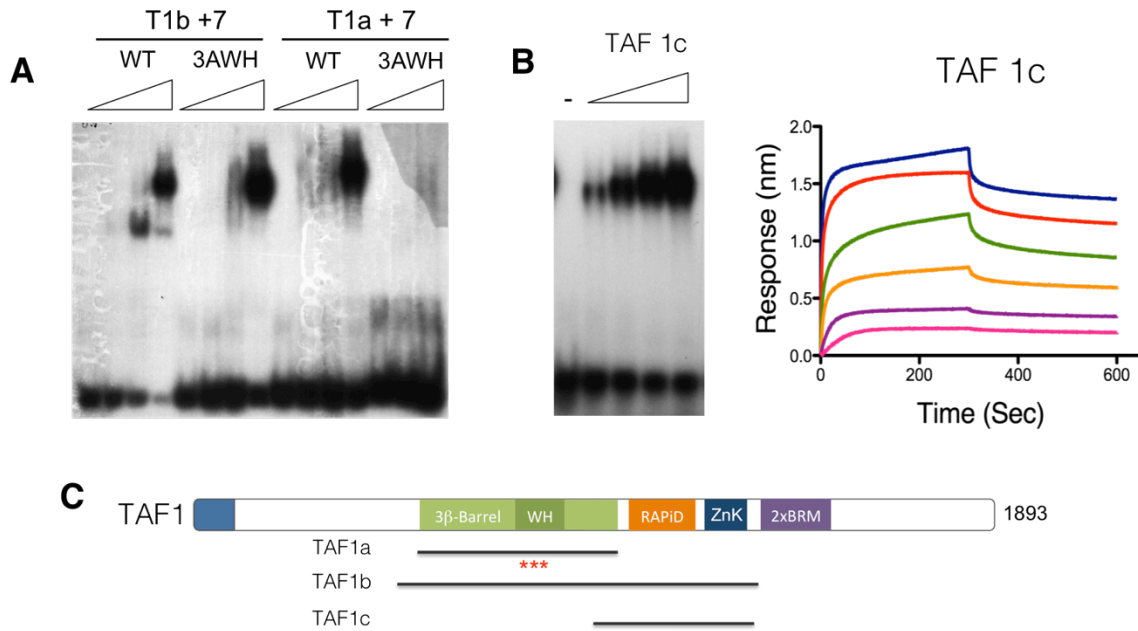 A
T1b +7
T1a + 7
WT
3AWH
WT
3AWH
B
TAF 1c
-
TAF 1c
Response (nm)
2.0
1.5
1.0
0.5
0.0
0
200
400
600
Time (Sec)
C
TAF1
3β-Barrel
WH
RAPiD
ZnK
2xBRM
1893
TAF1a
***
TAF1b
TAF1c